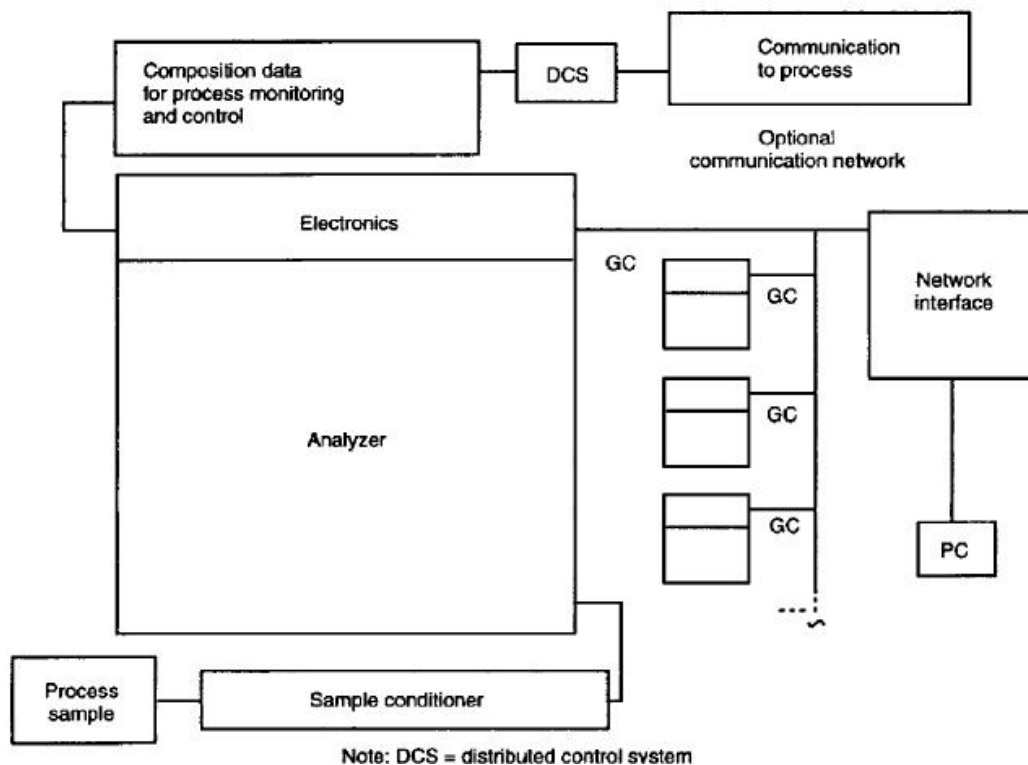 Composition data
for process monitoring
and control
DCS
Communication
to process
Optional
communication network
Electronics
GC
GC
Network
interface
GC
Analyzer
GC
PC
Process
sample
Sample conditioner
Note: DCS = distributed control system